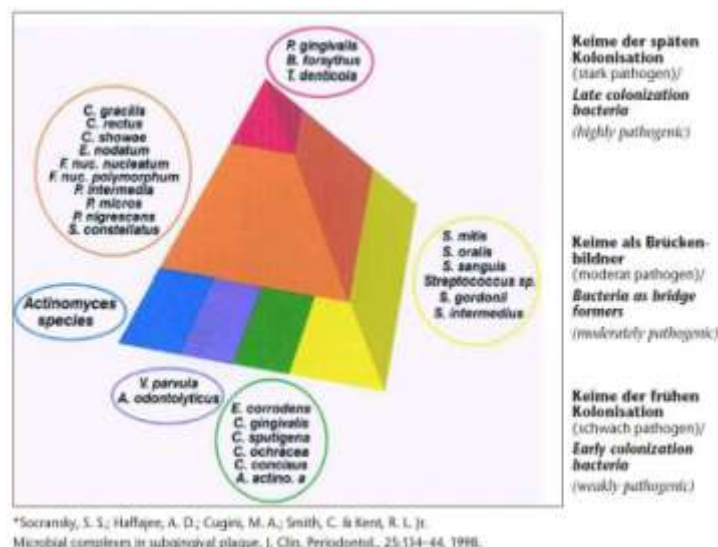 P. gingivalis
B. forsythus
T. denticola
C. gracilis
C. rectus
C. showae
E. nodatum
F. nuc. nucleatum
F. nuc. polymorphum
P. intermedia
P. micros
P. nigrescens
S. constellatus
S. mitis
S. oralis
S. sanguis
Streptococcus sp.
S. gordonii
S. intermedius
Actinomyces
species
V. parvula
A. odontolyticus
E. corrodens
C. gingivalis
C. sputigena
C. ochracea
C. concisus
A. actino. a
Keime der späten
Kolonisation
(stark pathogen)/
Late colonization
bacteria
(highly pathogenic)
Keime als Brücken-
bildner
(moderat pathogen)/
Bacteria as bridge
formers
(moderately pathogenic)
Keime der frühen
Kolonisation
(schwach pathogen)/
Early colonization
bacteria
(weakly pathogenic)
*Socransky, S. S.; Haffajee, A. D.; Cugini, M. A.; Smith, C. & Kent, R. L. Jr.
Microbial complexes in subgingival plaque. J. Clin. Periodontol., 25:134-44, 1998.